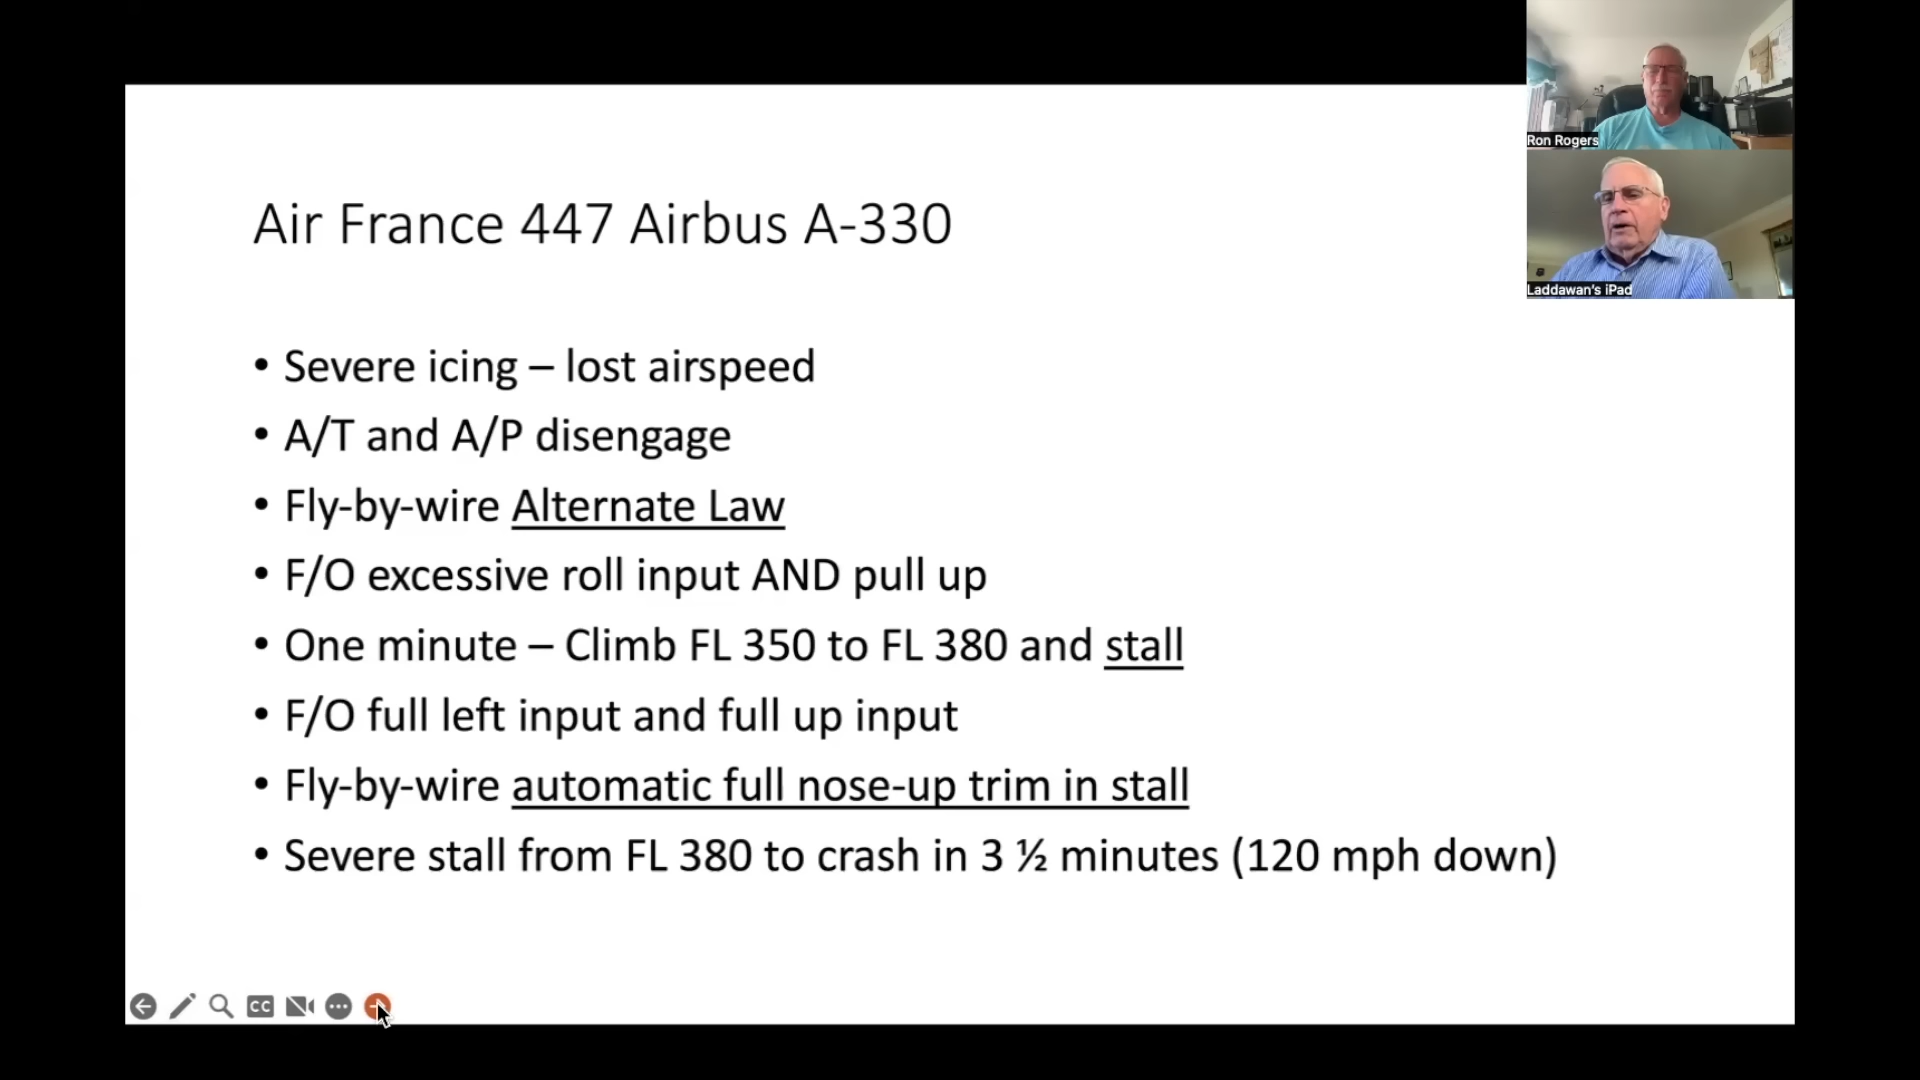 Air France 447 Airbus A-330
• Severe icing – lost airspeed
• A/T and A/P disengage
• Fly-by-wire Alternate Law
• F/O excessive roll input AND pull up
• One minute – Climb FL 350 to FL 380 and stall
• F/O full left input and full up input
• Fly-by-wire automatic full nose-up trim in stall
• Severe stall from FL 380 to crash in 3 ½ minutes (120 mph down)
Ron Rogers
Laddawan's iPad
CC